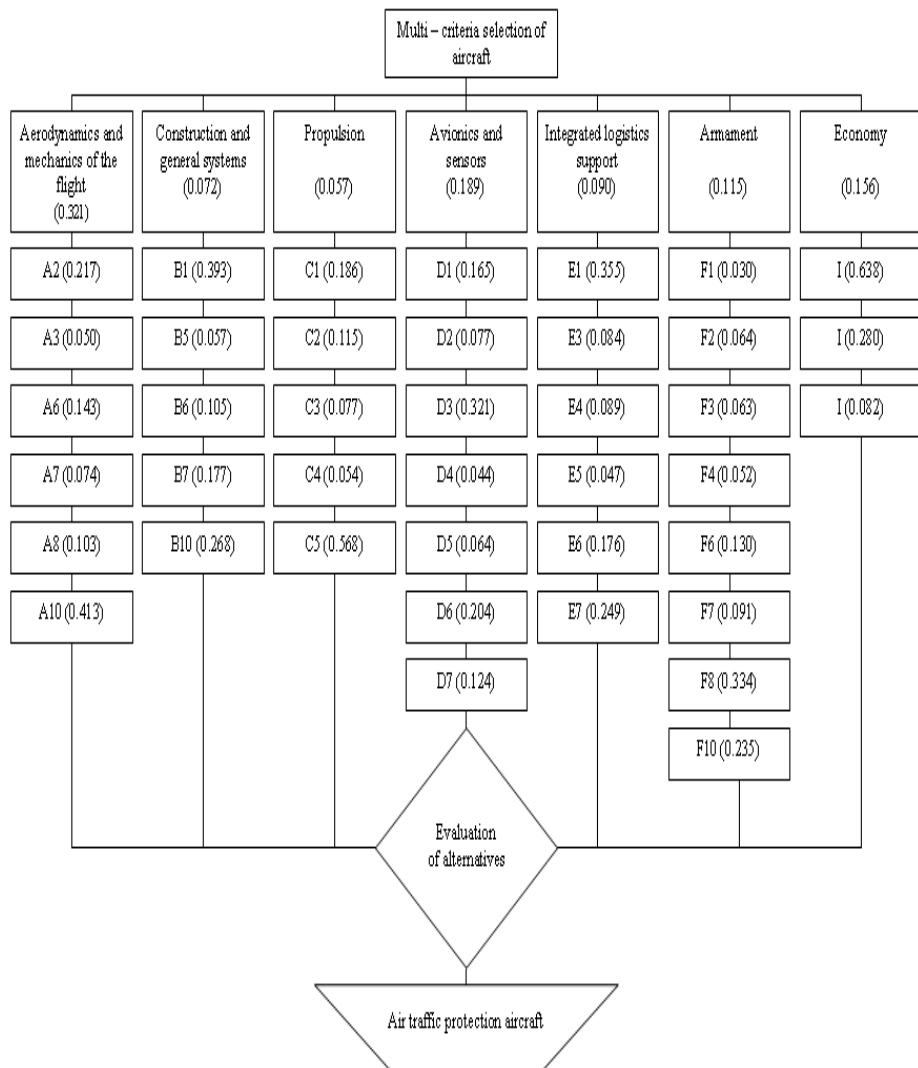 Multi – criteria selection of
aircraft
Aerodynamics and
mechanics of the
flight
(0.321)
Construction and
general systems
(0.072)
Propulsion
(0.057)
Avionics and
sensors
(0.189)
Integrated logistics
support
(0.090)
Armament
(0.115)
Economy
(0.156)
A2 (0.217)
A3 (0.050)
A6 (0.143)
A7 (0.074)
A8 (0.103)
A10 (0.413)
B1 (0.393)
B5 (0.057)
B6 (0.105)
B7 (0.177)
B10 (0.268)
C1 (0.186)
C2 (0.115)
C3 (0.077)
C4 (0.054)
C5 (0.568)
D1 (0.165)
D2 (0.077)
D3 (0.321)
D4 (0.044)
D5 (0.064)
D6 (0.204)
D7 (0.124)
E1 (0.355)
E3 (0.084)
E4 (0.089)
E5 (0.047)
E6 (0.176)
E7 (0.249)
F1 (0.030)
F2 (0.064)
F3 (0.063)
F4 (0.052)
F6 (0.130)
F7 (0.091)
F8 (0.334)
F10 (0.235)
I (0.638)
I (0.280)
I (0.082)
Evaluation
of alternatives
Air traffic protection aircraft